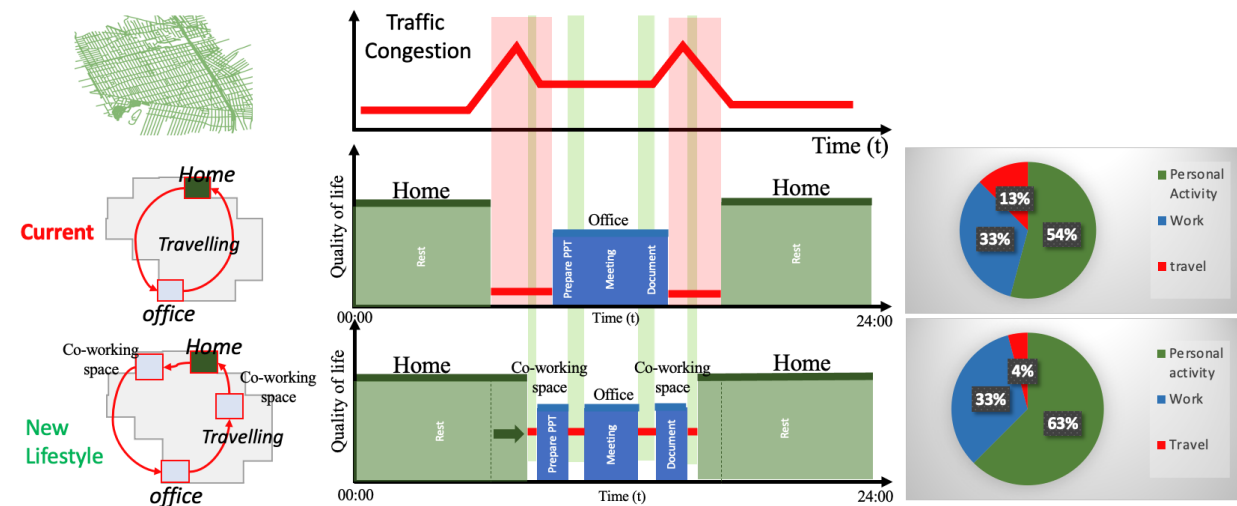 Traffic
Congestion
Time (t)
Current
Home
Travelling
office
Quality of life
Home
Rest
Office
Prepare PPT
Meeting
Document
Home
Rest
00:00
Time (t)
24:00
13%
33%
54%
Personal
Activity
Work
travel
New
Lifestyle
Co-working
space
Home
Co-working
space
Travelling
office
Quality of life
Home
Rest
Co-working
space
Prepare PPT
Office
Meeting
Co-working
space
Document
Home
Rest
00:00
Time (t)
24:00
4%
33%
63%
Personal
activity
Work
Travel